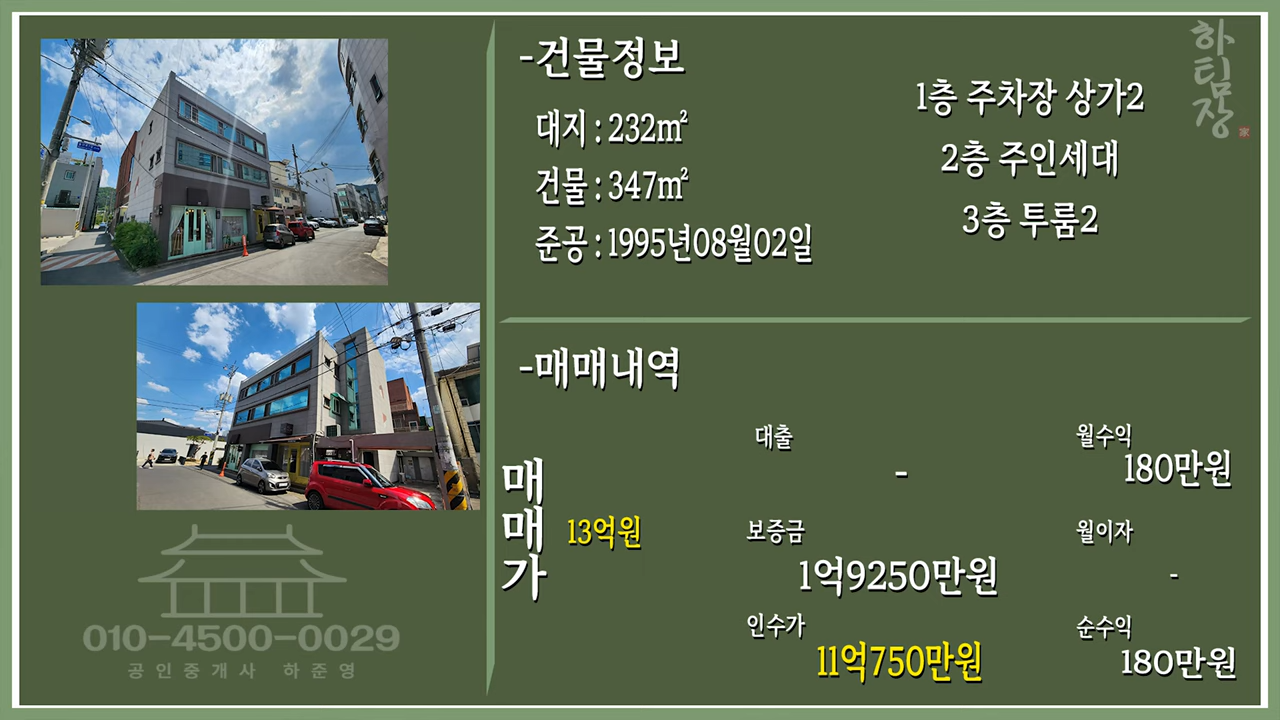 -건물정보
대지 : 232㎡
건물 : 347㎡
준공 : 1995년08월02일
1층 주차장 상가2
2층 주인세대
3층 투룸2
하팀장
家
-매매내역
매매가
13억원
대출
-
월수익
180만원
보증금
1억9250만원
월이자
-
인수가
11억750만원
순수익
180만원
010-4500-0029
공인중개사 하준영